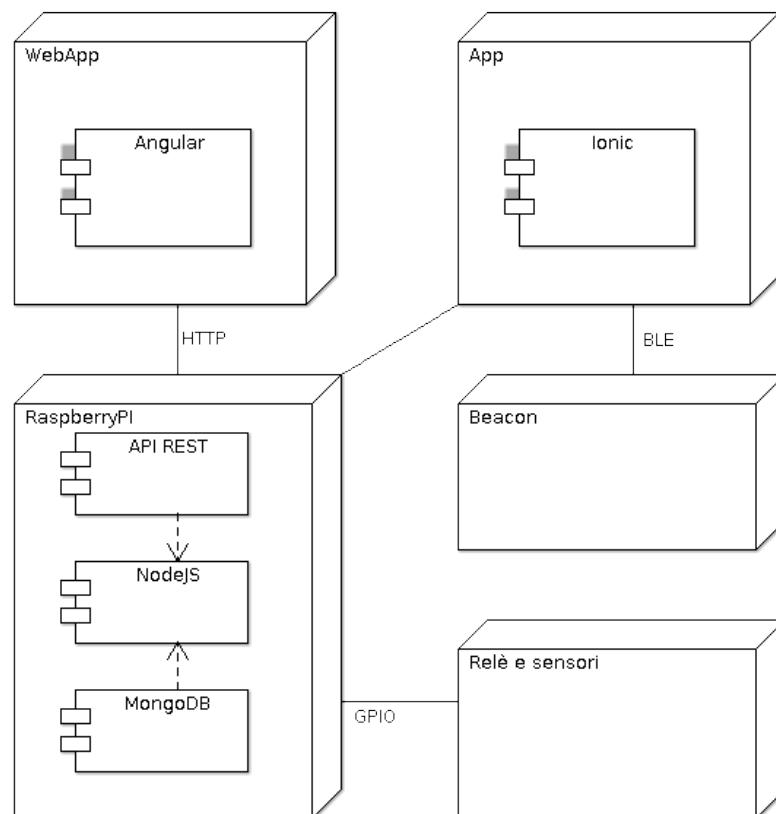 WebApp
Angular
App
Ionic
HTTP
BLE
RaspberryPI
API REST
NodeJS
MongoDB
Beacon
GPIO
Relè e sensori